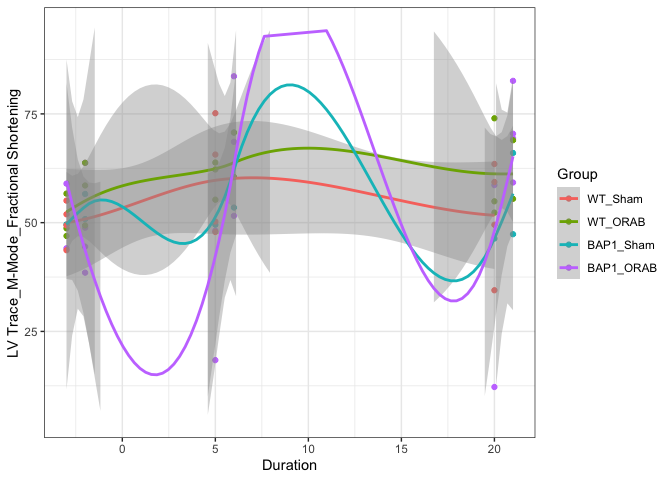 LV Trace_M-Mode_Fractional Shortening
75
50
25
0
5
10
15
20
Duration
Group
WT_Sham
WT_ORAB
BAP1_Sham
BAP1_ORAB